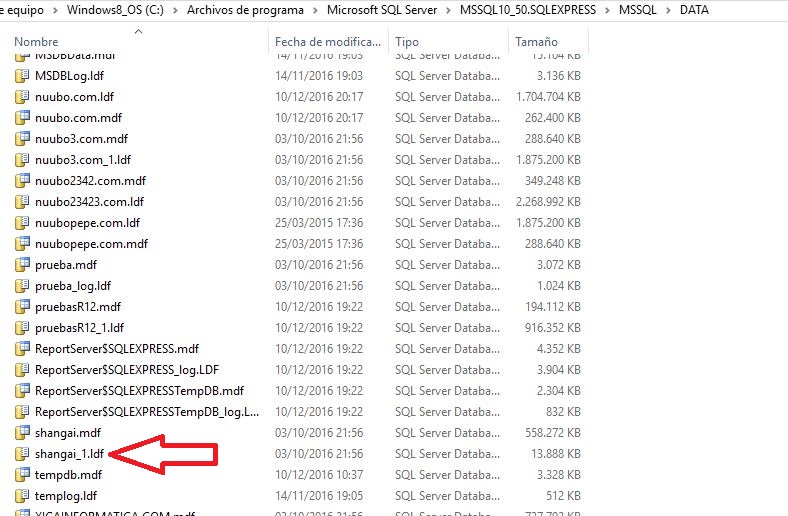 e equipo > Windows8_OS (C:) > Archivos de programa > Microsoft SQL Server > MSSQL10_50.SQLEXPRESS > MSSQL > DATA
Nombre Fecha de modifica... Tipo Tamaño
MSDBData.mdf 14/11/2016 19:03 SQL Server Databa... 15.104 KB
MSDBLog.ldf 14/11/2016 19:03 SQL Server Databa... 3.136 KB
nuubo.com.ldf 10/12/2016 20:17 SQL Server Databa... 1.704.704 KB
nuubo.com.mdf 10/12/2016 20:17 SQL Server Databa... 262.400 KB
nuubo3.com.mdf 03/10/2016 21:56 SQL Server Databa... 288.640 KB
nuubo3.com_1.ldf 03/10/2016 21:56 SQL Server Databa... 1.875.200 KB
nuubo2342.com.mdf 03/10/2016 21:56 SQL Server Databa... 349.248 KB
nuubo23423.com.ldf 03/10/2016 21:56 SQL Server Databa... 2.268.992 KB
nuubopepe.com.ldf 25/03/2015 17:36 SQL Server Databa... 1.875.200 KB
nuubopepe.com.mdf 25/03/2015 17:36 SQL Server Databa... 288.640 KB
prueba.mdf 03/10/2016 21:56 SQL Server Databa... 3.072 KB
prueba_log.ldf 03/10/2016 21:56 SQL Server Databa... 1.024 KB
pruebasR12.mdf 10/12/2016 19:22 SQL Server Databa... 194.112 KB
pruebasR12_1.ldf 10/12/2016 19:22 SQL Server Databa... 916.352 KB
ReportServer$SQLEXPRESS.mdf 10/12/2016 19:22 SQL Server Databa... 4.352 KB
ReportServer$SQLEXPRESS_log.LDF 10/12/2016 19:22 SQL Server Databa... 3.904 KB
ReportServer$SQLEXPRESSTempDB.mdf 10/12/2016 19:22 SQL Server Databa... 2.304 KB
ReportServer$SQLEXPRESSTempDB_log.L... 10/12/2016 19:22 SQL Server Databa... 832 KB
shangai.mdf 03/10/2016 21:56 SQL Server Databa... 558.272 KB
shangai_1.ldf 03/10/2016 21:56 SQL Server Databa... 13.888 KB
tempdb.mdf 10/12/2016 10:37 SQL Server Databa... 3.328 KB
templog.ldf 14/11/2016 19:05 SQL Server Databa... 512 KB
03/10/2016 21:56 SQL Server Databa...